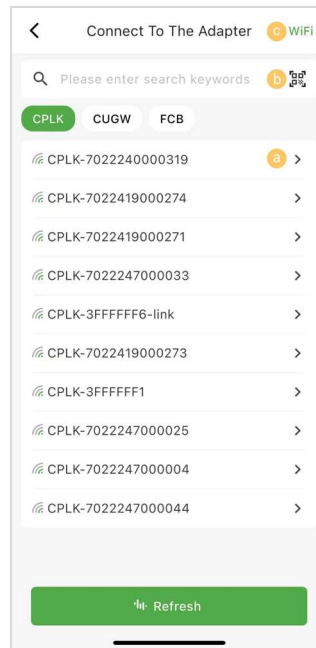 Connect To The Adapter c WiFi
Please enter search keywords b
CPLK CUGW FCB
CPLK-7022240000319 a
CPLK-7022419000274
CPLK-7022419000271
CPLK-7022247000033
CPLK-3FFFFFF6-link
CPLK-7022419000273
CPLK-3FFFFFF1
CPLK-7022247000025
CPLK-7022247000004
CPLK-7022247000044
Refresh